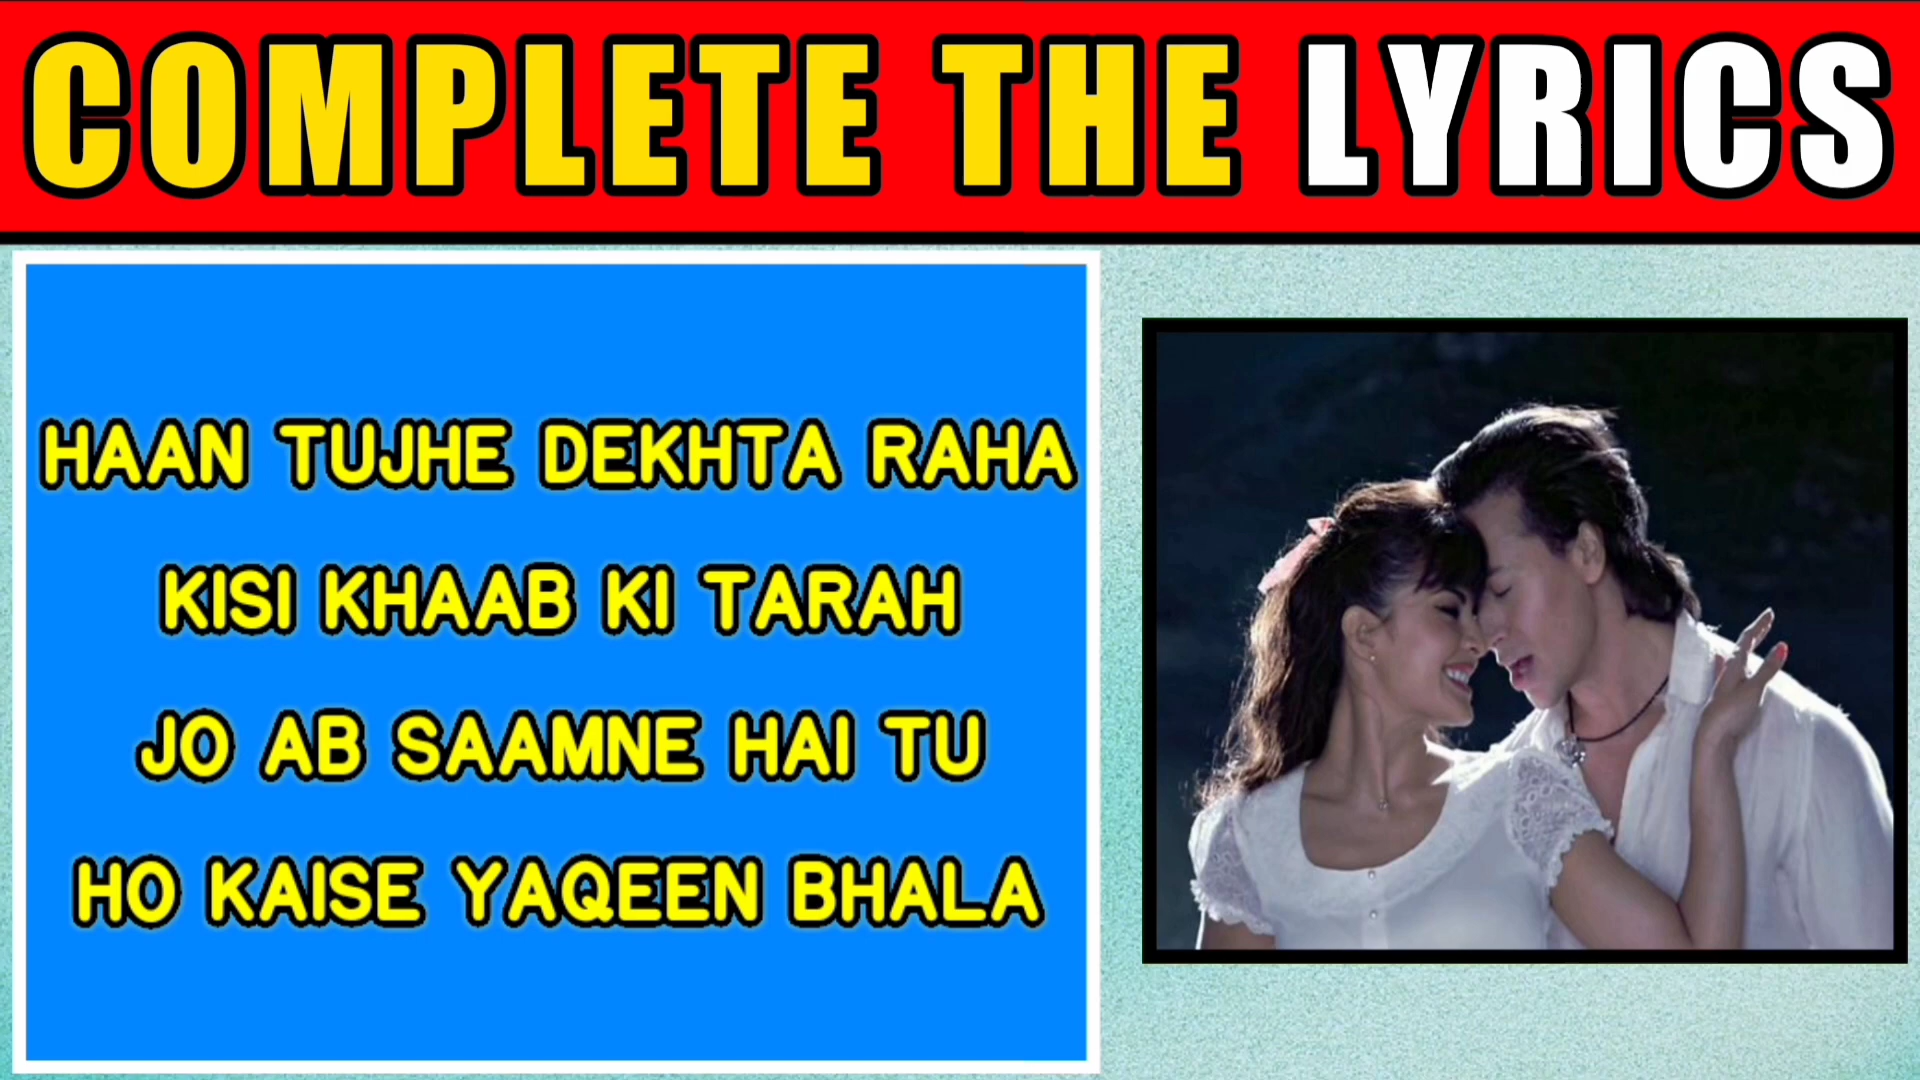 COMPLETE THE LYRICS
HAAN TUJHE DEKHTA RAHA
KISI KHAAB KI TARAH
JO AB SAAMNE HAI TU
HO KAISE YAQEEN BHALA